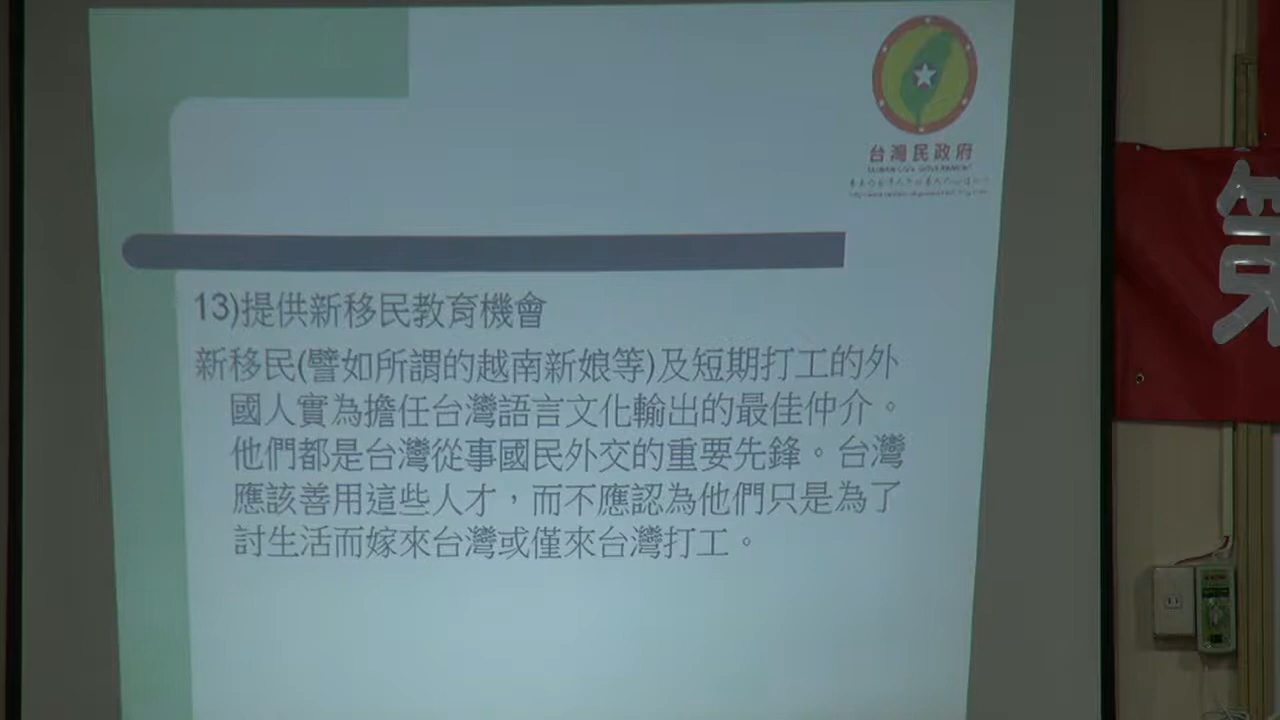 台灣民政府
TAIWAN CIVIL GOVERNMENT
13)提供新移民教育機會
新移民(譬如所謂的越南新娘等)及短期打工的外
國人實為擔任台灣語言文化輸出的最佳仲介。
他們都是台灣從事國民外交的重要先鋒。台灣
應該善用這些人才，而不應認為他們只是為了
討生活而嫁來台灣或僅來台灣打工。
第